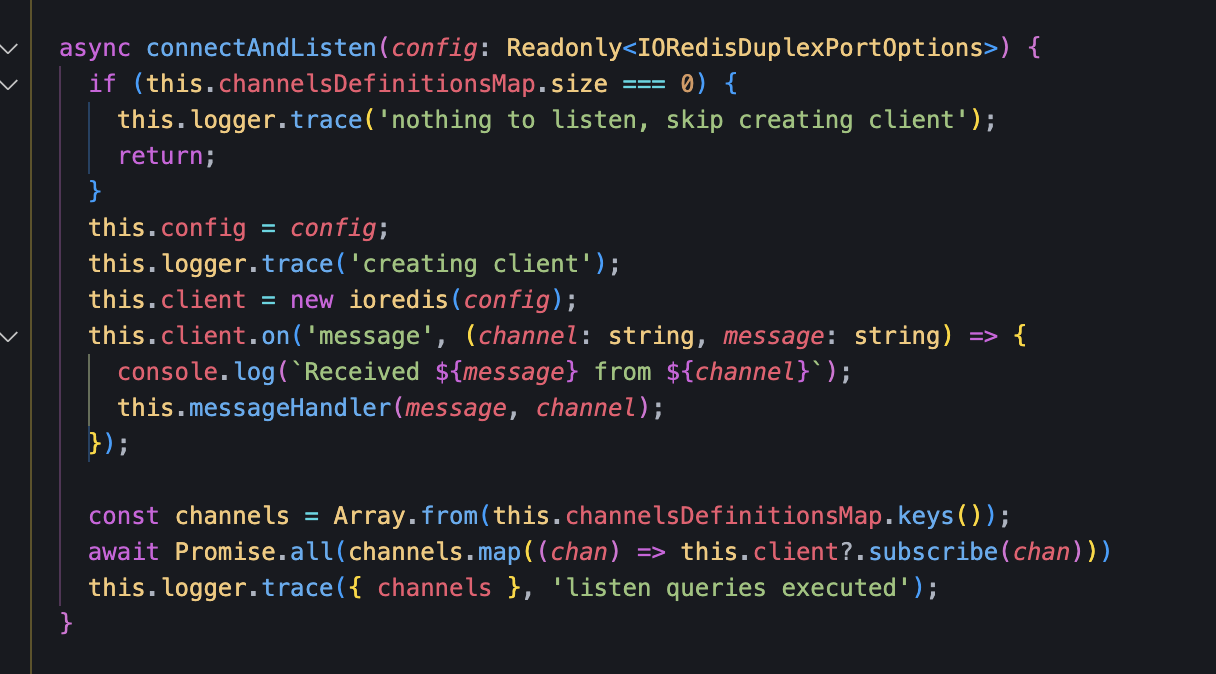 async connectAndListen(config: Readonly<IORedisDuplexPortOptions>) {
if (this.channelsDefinitionsMap.size === 0) {
this.logger.trace('nothing to listen, skip creating client');
return;
}
this.config = config;
this.logger.trace('creating client');
this.client = new ioredis(config);
this.client.on('message', (channel: string, message: string) => {
console.log(`Received ${message} from ${channel}`);
this.messageHandler(message, channel);
});
const channels = Array.from(this.channelsDefinitionsMap.keys());
await Promise.all(channels.map((chan) => this.client?.subscribe(chan)))
this.logger.trace({ channels }, 'listen queries executed');
}